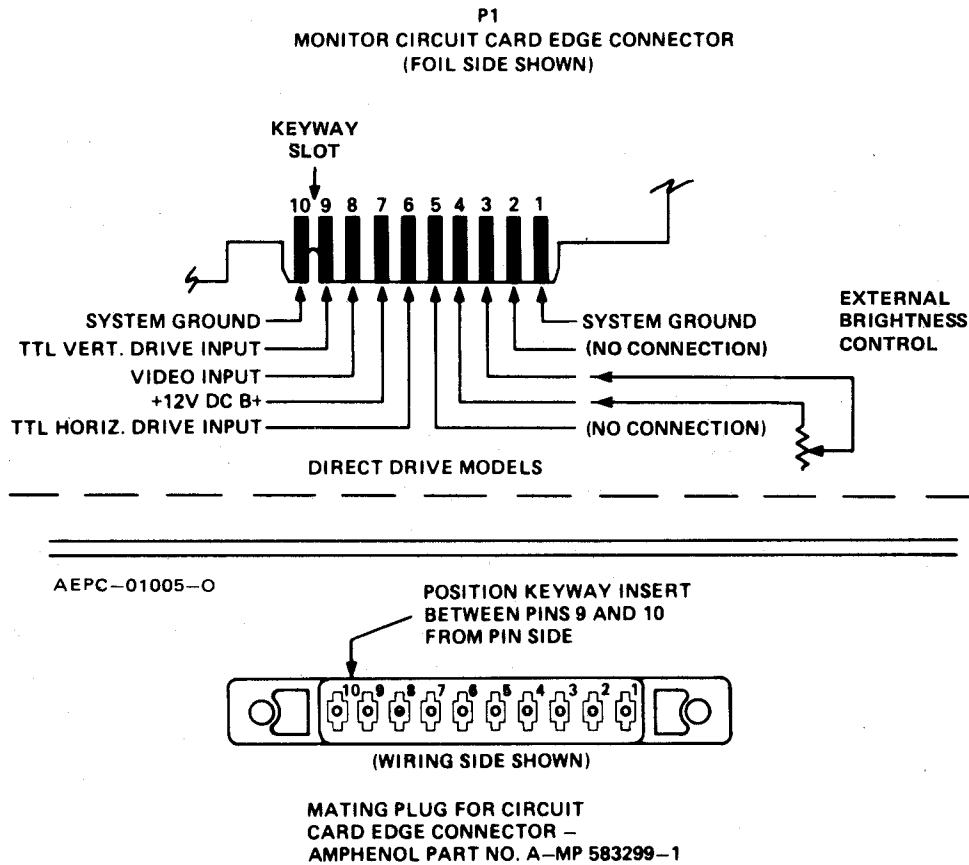 P1
MONITOR CIRCUIT CARD EDGE CONNECTOR
(FOIL SIDE SHOWN)
KEYWAY
SLOT
10 9 8 7 6 5 4 3 2 1
SYSTEM GROUND
TTL VERT. DRIVE INPUT
VIDEO INPUT
+12V DC B+
TTL HORIZ. DRIVE INPUT
SYSTEM GROUND
(NO CONNECTION)
(NO CONNECTION)
EXTERNAL
BRIGHTNESS
CONTROL
DIRECT DRIVE MODELS
AEPC–01005–O
POSITION KEYWAY INSERT
BETWEEN PINS 9 AND 10
FROM PIN SIDE
10 9 8 7 6 5 4 3 2 1
(WIRING SIDE SHOWN)
MATING PLUG FOR CIRCUIT
CARD EDGE CONNECTOR –
AMPHENOL PART NO. A–MP 583299–1